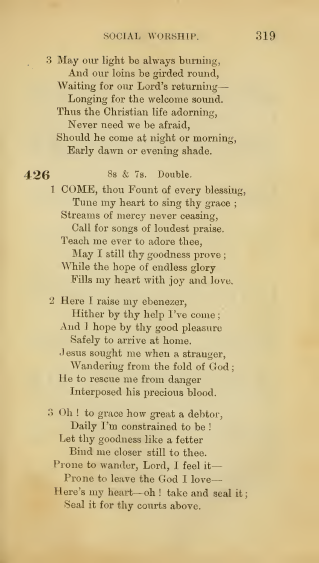 SOCIAL WORSHIP. 319
3 May our light be always burning,
And our loins be girded round,
Waiting for our Lord's returning—
Longing for the welcome sound.
Thus the Christian life adorning,
Never need we be afraid,
Should he come at night or morning,
Early dawn or evening shade.
426 8s & 7s. Double.
1 COME, thou Fount of every blessing,
Tune my heart to sing thy grace;
Streams of mercy never ceasing,
Call for songs of loudest praise.
Teach me ever to adore thee,
May I still thy goodness prove;
While the hope of endless glory
Fills my heart with joy and love.
2 Here I raise my ebenezer,
Hither by thy help I've come;
And I hope by thy good pleasure
Safely to arrive at home.
Jesus sought me when a stranger,
Wandering from the fold of God;
He to rescue me from danger
Interposed his precious blood.
3 Oh! to grace how great a debtor,
Daily I'm constrained to be!
Let thy goodness like a fetter
Bind me closer still to thee.
Prone to wander, Lord, I feel it—
Prone to leave the God I love—
Here's my heart—oh! take and seal it;
Seal it for thy courts above.